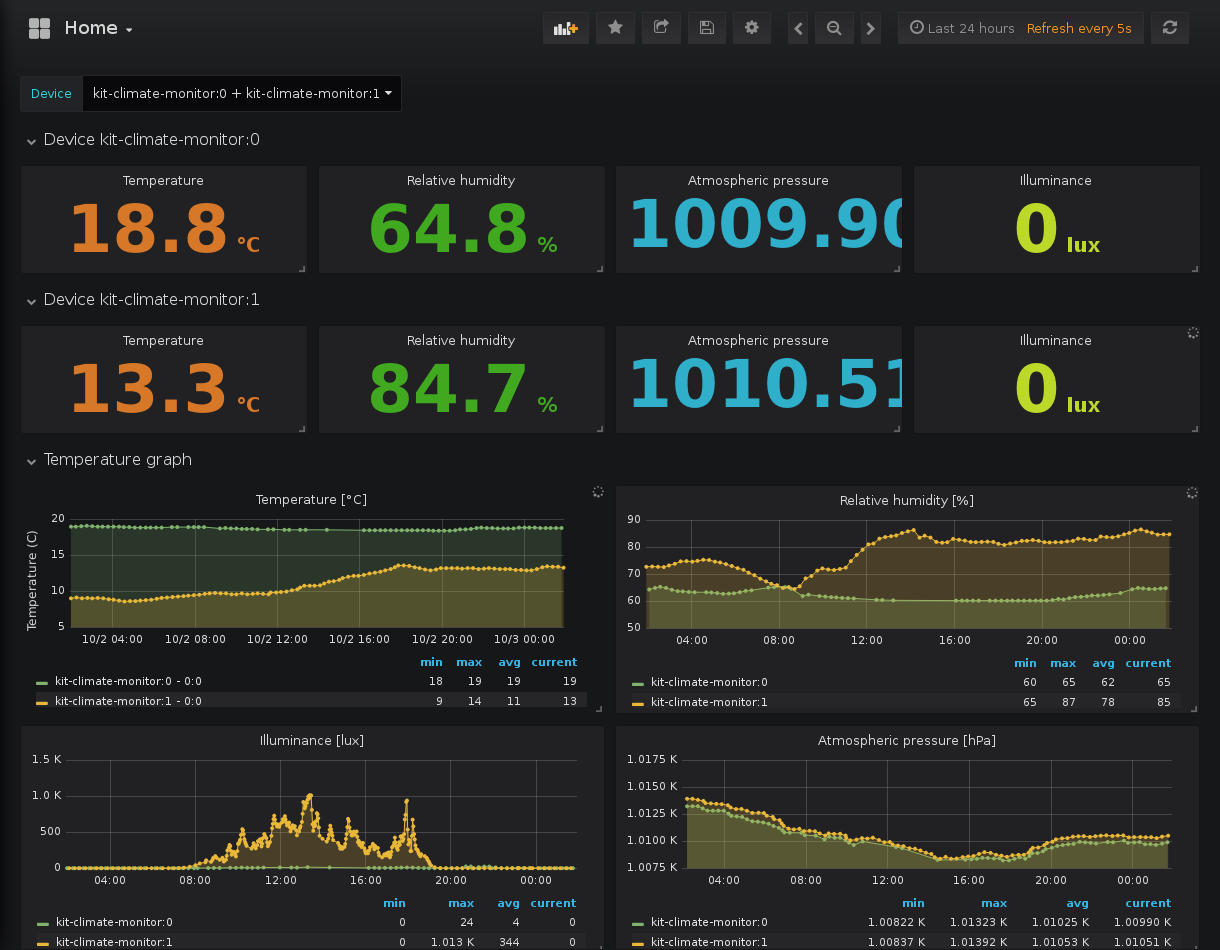 Home
Last 24 hours Refresh every 5s
Device kit-climate-monitor:0 + kit-climate-monitor:1
Device kit-climate-monitor:0
Temperature Relative humidity Atmospheric pressure Illuminance
18.8 °C 64.8 % 1009.90 0 lux
Device kit-climate-monitor:1
Temperature Relative humidity Atmospheric pressure Illuminance
13.3 °C 84.7 % 1010.51 0 lux
Temperature graph
Temperature [°C]
Temperature (C)
20
15
10
5
10/2 04:00 10/2 08:00 10/2 12:00 10/2 16:00 10/2 20:00 10/3 00:00
min max avg current
kit-climate-monitor:0 - 0:0 18 19 19 19
kit-climate-monitor:1 - 0:0 9 14 11 13
Relative humidity [%]
90
80
70
60
50
04:00 08:00 12:00 16:00 20:00 00:00
min max avg current
kit-climate-monitor:0 60 65 62 65
kit-climate-monitor:1 65 87 78 85
Illuminance [lux]
1.5 K
1.0 K
500
0
04:00 08:00 12:00 16:00 20:00 00:00
min max avg current
kit-climate-monitor:0 0 24 4 0
kit-climate-monitor:1 0 1.013 K 344 0
Atmospheric pressure [hPa]
1.0175 K
1.0150 K
1.0125 K
1.0100 K
1.0075 K
04:00 08:00 12:00 16:00 20:00 00:00
min max avg current
kit-climate-monitor:0 1.00822 K 1.01323 K 1.01025 K 1.00990 K
kit-climate-monitor:1 1.00837 K 1.01392 K 1.01053 K 1.01051 K